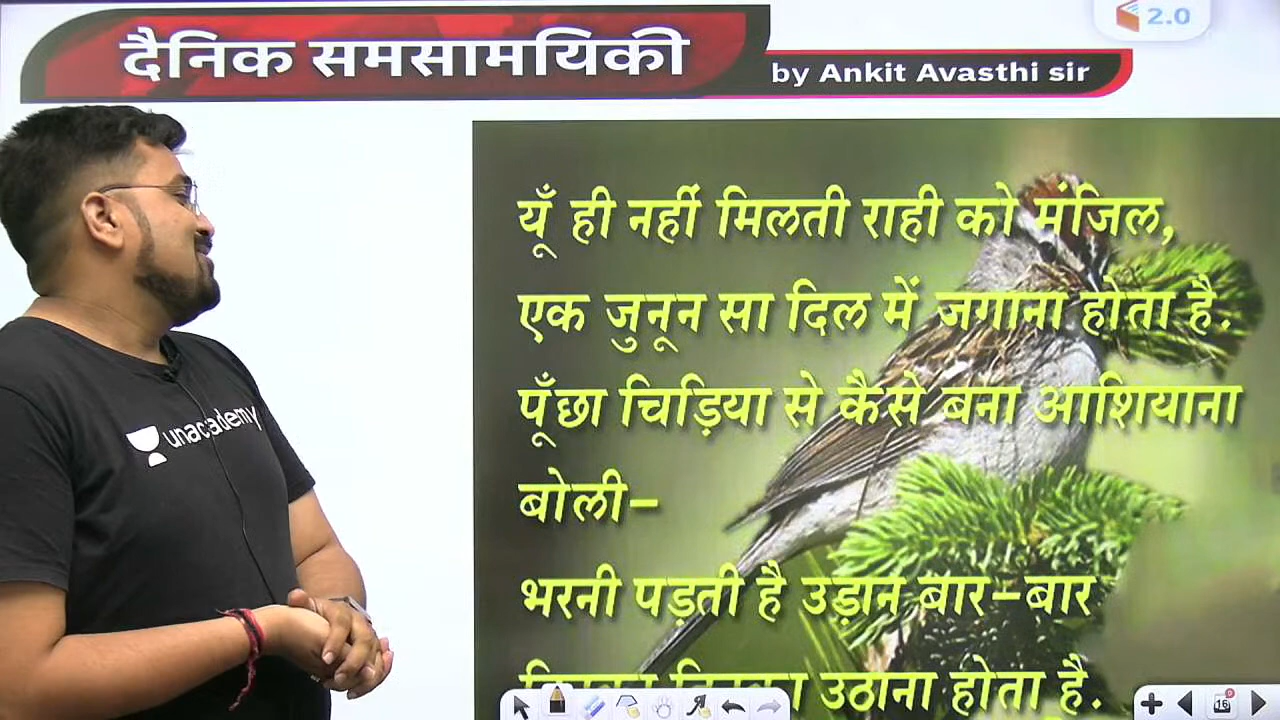 दैनिक समसामयिकी
by Ankit Avasthi sir
2.0
unacademy
यूँ ही नहीं मिलती राही को मंजिल,
एक जुनून सा दिल में जगाना होता है.
पूँछा चिड़िया से कैसे बना आशियाना
बोली-
भरनी पड़ती है उड़ान बार-बार
उठाना होता है.
16